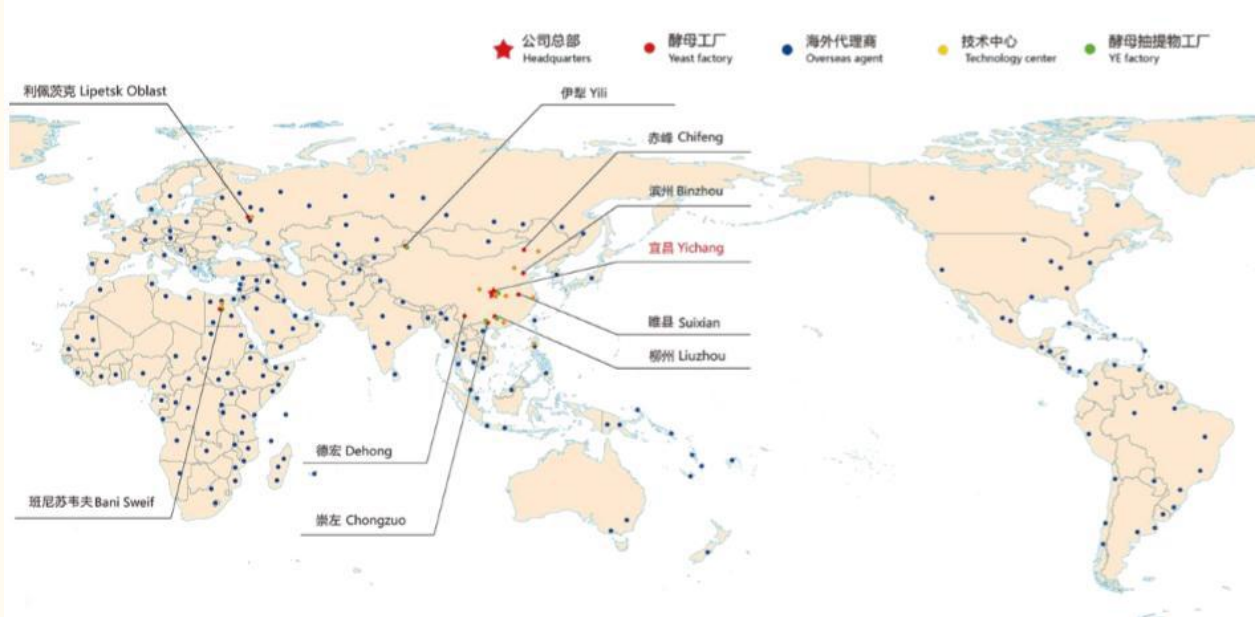 公司总部
Headquarters
酵母工厂
Yeast factory
海外代理商
Overseas agent
技术中心
Technology center
酵母抽提物工厂
YE factory
利佩茨克 Lipetsk Oblast
伊犁 Yili
赤峰 Chifeng
滨州 Binzhou
宜昌 Yichang
睢县 Suixian
柳州 Liuzhou
德宏 Dehong
班尼苏韦夫 Bani Sweif
崇左 Chongzuo